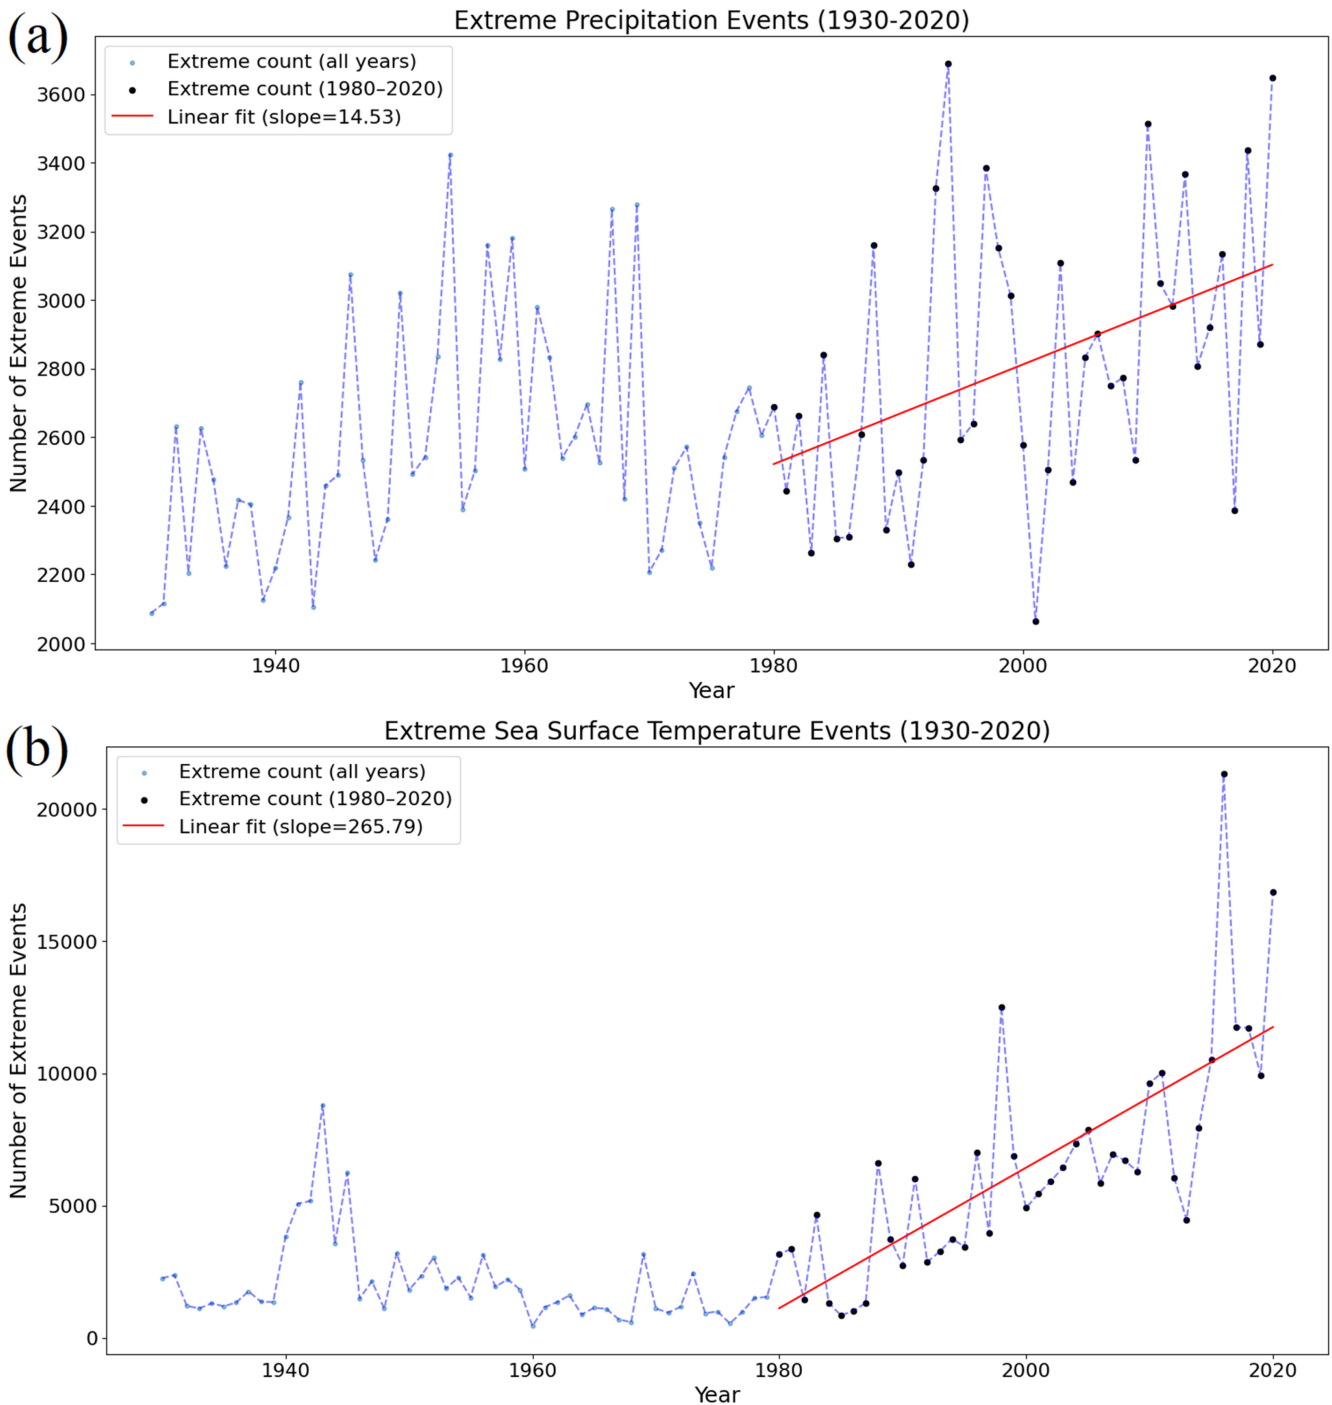 (a)
Extreme Precipitation Events (1930-2020)
Extreme count (all years)
Extreme count (1980–2020)
Linear fit (slope=14.53)
Number of Extreme Events
3600
3400
3200
3000
2800
2600
2400
2200
2000
1940 1960 1980 2000 2020
Year
(b)
Extreme Sea Surface Temperature Events (1930-2020)
Extreme count (all years)
Extreme count (1980–2020)
Linear fit (slope=265.79)
Number of Extreme Events
20000
15000
10000
5000
0
1940 1960 1980 2000 2020
Year